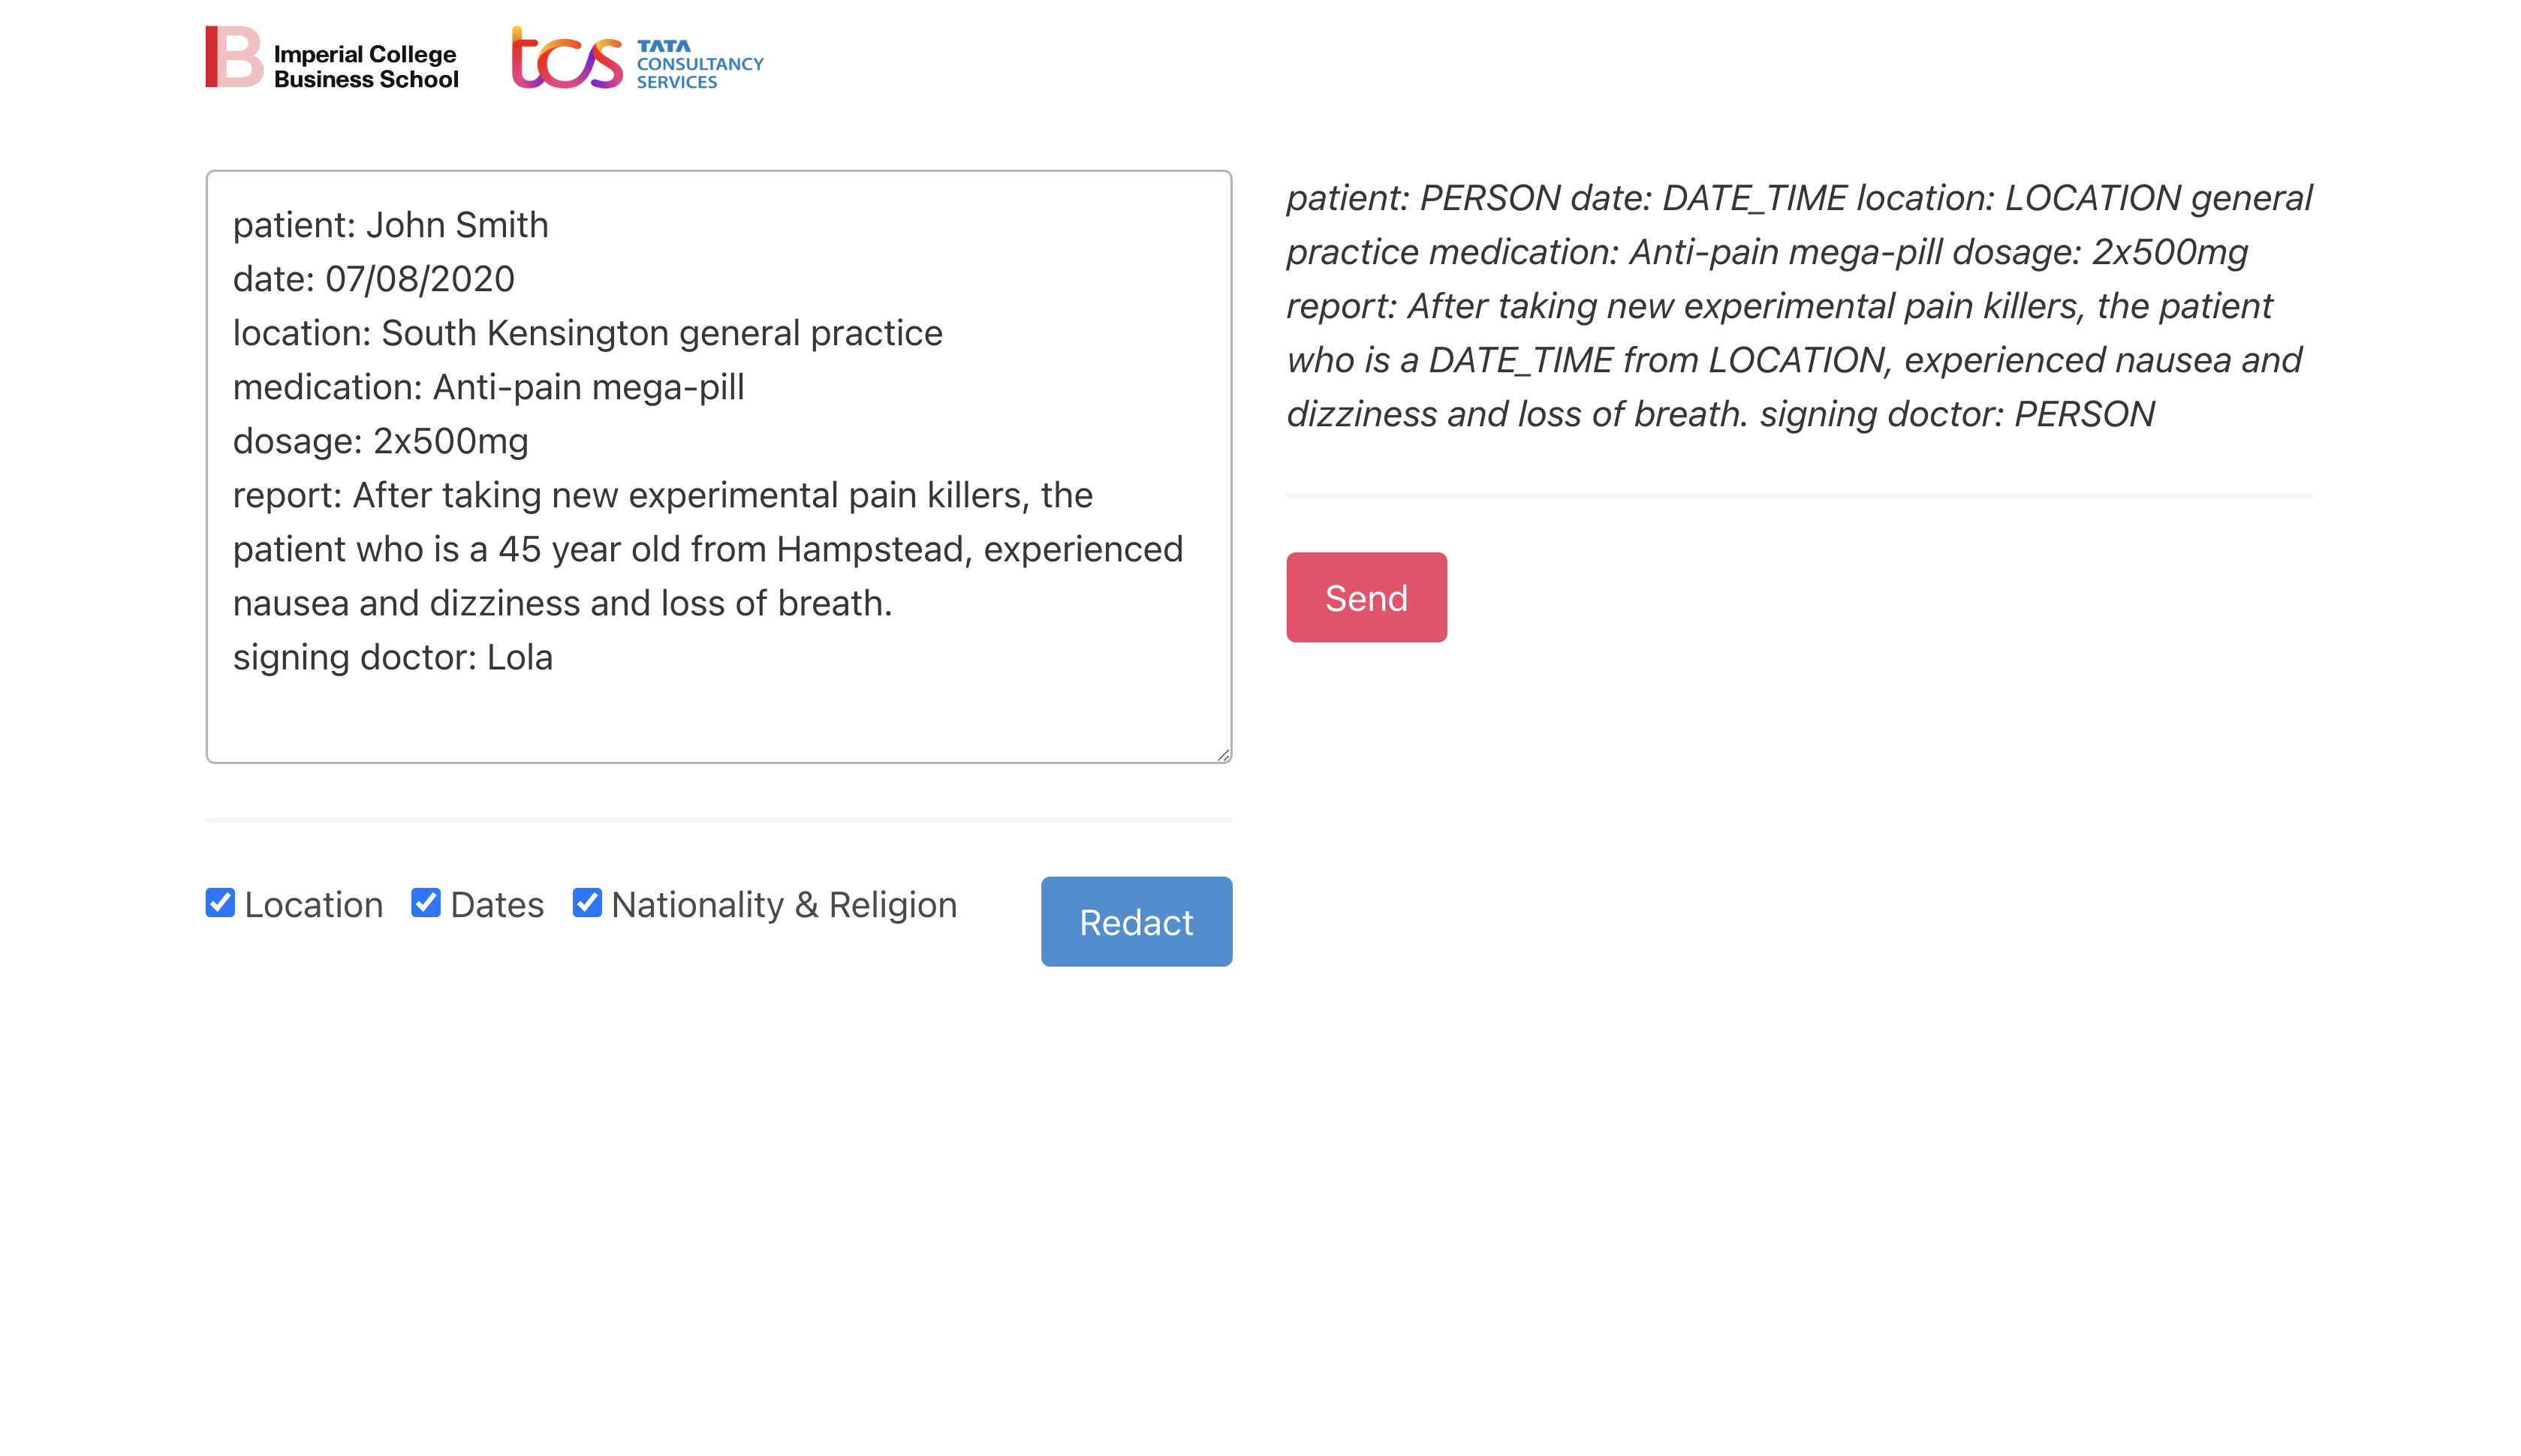 B Imperial College
Business School
tcs TATA
CONSULTANCY
SERVICES
patient: John Smith
date: 07/08/2020
location: South Kensington general practice
medication: Anti-pain mega-pill
dosage: 2x500mg
report: After taking new experimental pain killers, the
patient who is a 45 year old from Hampstead, experienced
nausea and dizziness and loss of breath.
signing doctor: Lola
Location Dates Nationality & Religion
Redact
patient: PERSON date: DATE_TIME location: LOCATION general
practice medication: Anti-pain mega-pill dosage: 2x500mg
report: After taking new experimental pain killers, the patient
who is a DATE_TIME from LOCATION, experienced nausea and
dizziness and loss of breath. signing doctor: PERSON
Send